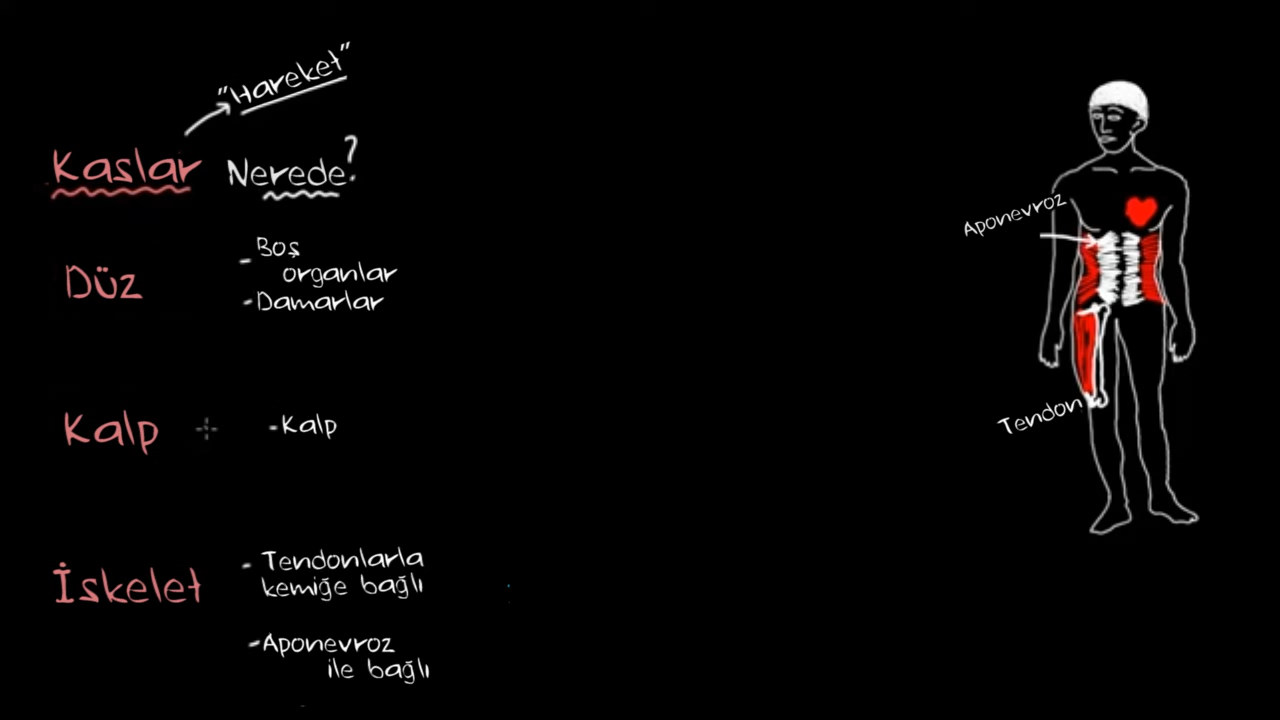 "Hareket"
Kaslar Nerede?
Düz
- Boş
organlar
- Damarlar
Kalp
- Kalp
İskelet
- Tendonlarla
kemiğe bağlı
- Aponevroz
ile bağlı
Aponevroz
Tendon